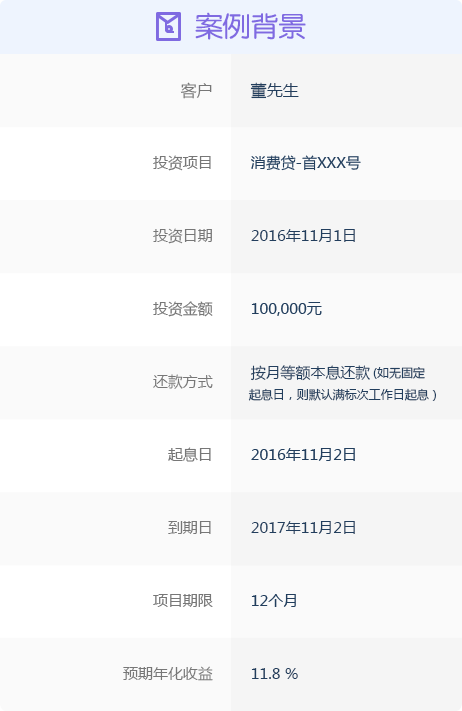 案例背景
客户 董先生
投资项目 消费贷-首XXX号
投资日期 2016年11月1日
投资金额 100,000元
还款方式 按月等额本息还款 (如无固定
起息日，则默认满标次工作日起息）
起息日 2016年11月2日
到期日 2017年11月2日
项目期限 12个月
预期年化收益 11.8 %